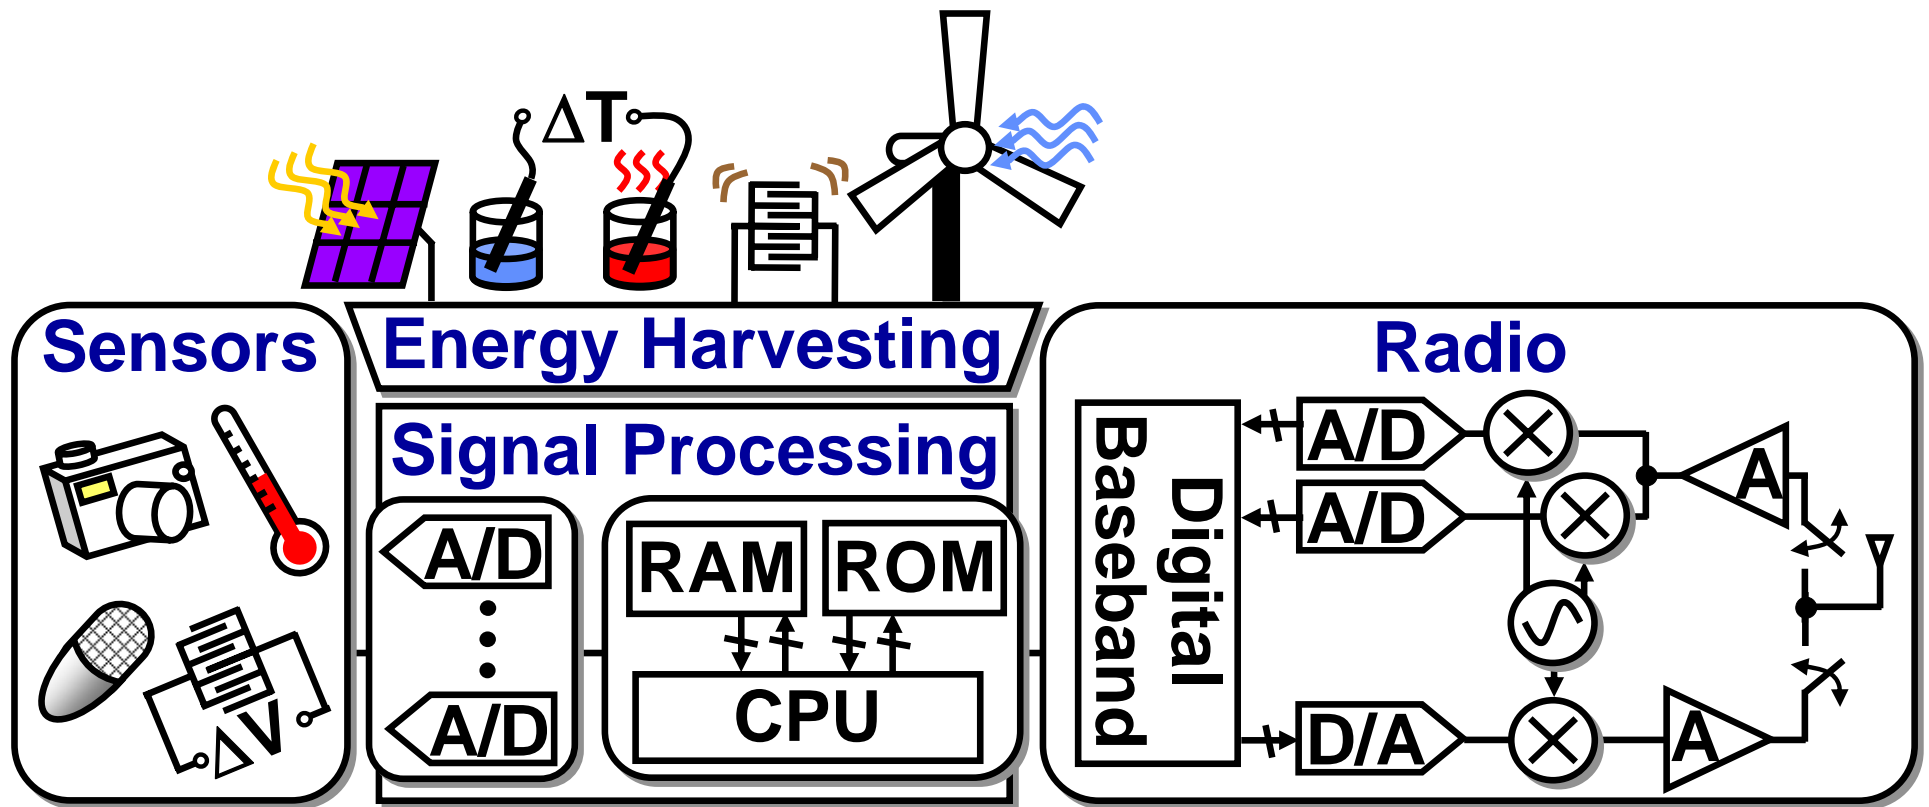 ΔT
Sensors
Energy Harvesting
Radio
Signal Processing
A/D
A/D
RAM
ROM
CPU
ΔV
Digital
Baseband
A/D
A/D
D/A
A
A